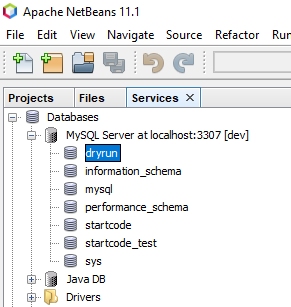 Apache NetBeans 11.1
File Edit View Navigate Source Refactor Run
Projects Files Services
Databases
MySQL Server at localhost:3307 [dev]
dryrun
information_schema
mysql
performance_schema
startcode
startcode_test
sys
Java DB
Drivers